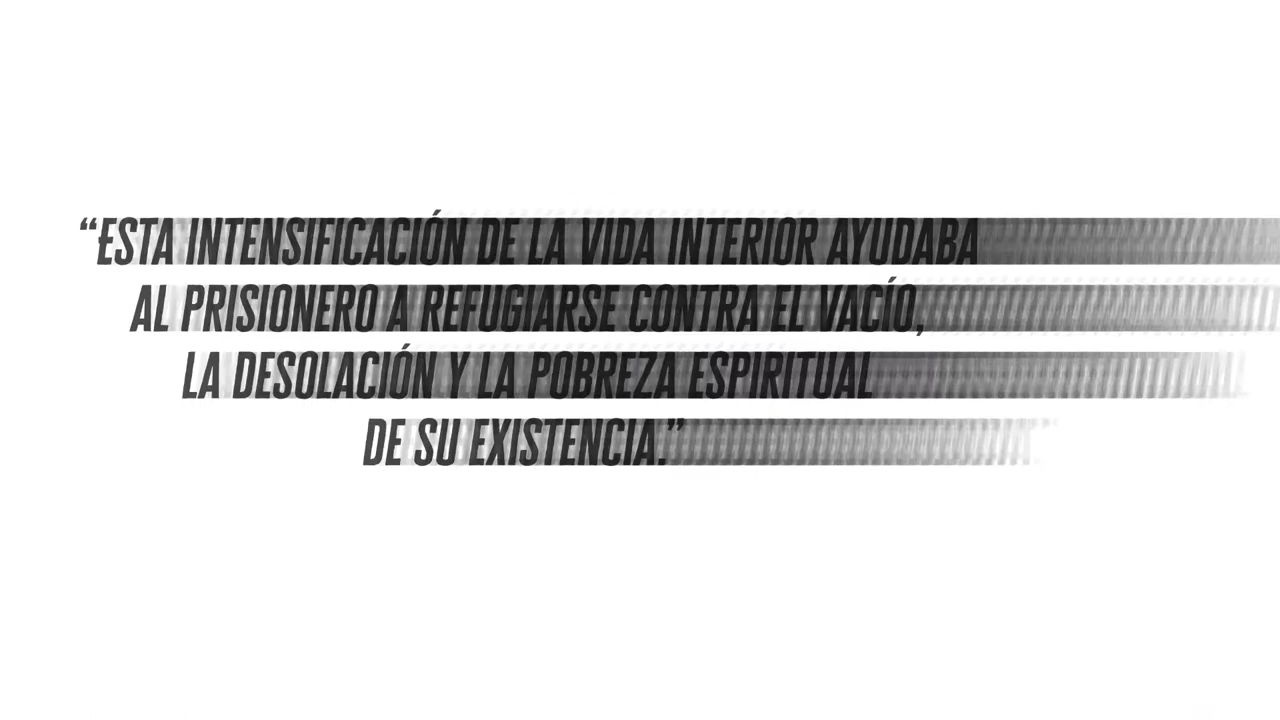 “ESTA INTENSIFICACIÓN DE LA VIDA INTERIOR AYUDABA
AL PRISIONERO A REFUGIARSE CONTRA EL VACÍO,
LA DESOLACIÓN Y LA POBREZA ESPIRITUAL
DE SU EXISTENCIA.”